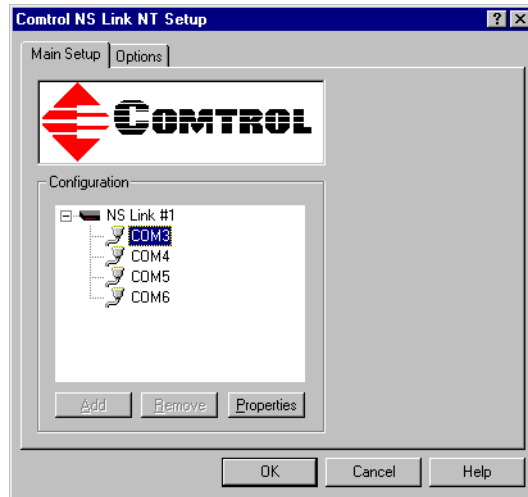 Comtrol NS Link NT Setup
Main Setup
Options
COMTROL
Configuration
NS Link #1
COM3
COM4
COM5
COM6
Add
Remove
Properties
OK
Cancel
Help